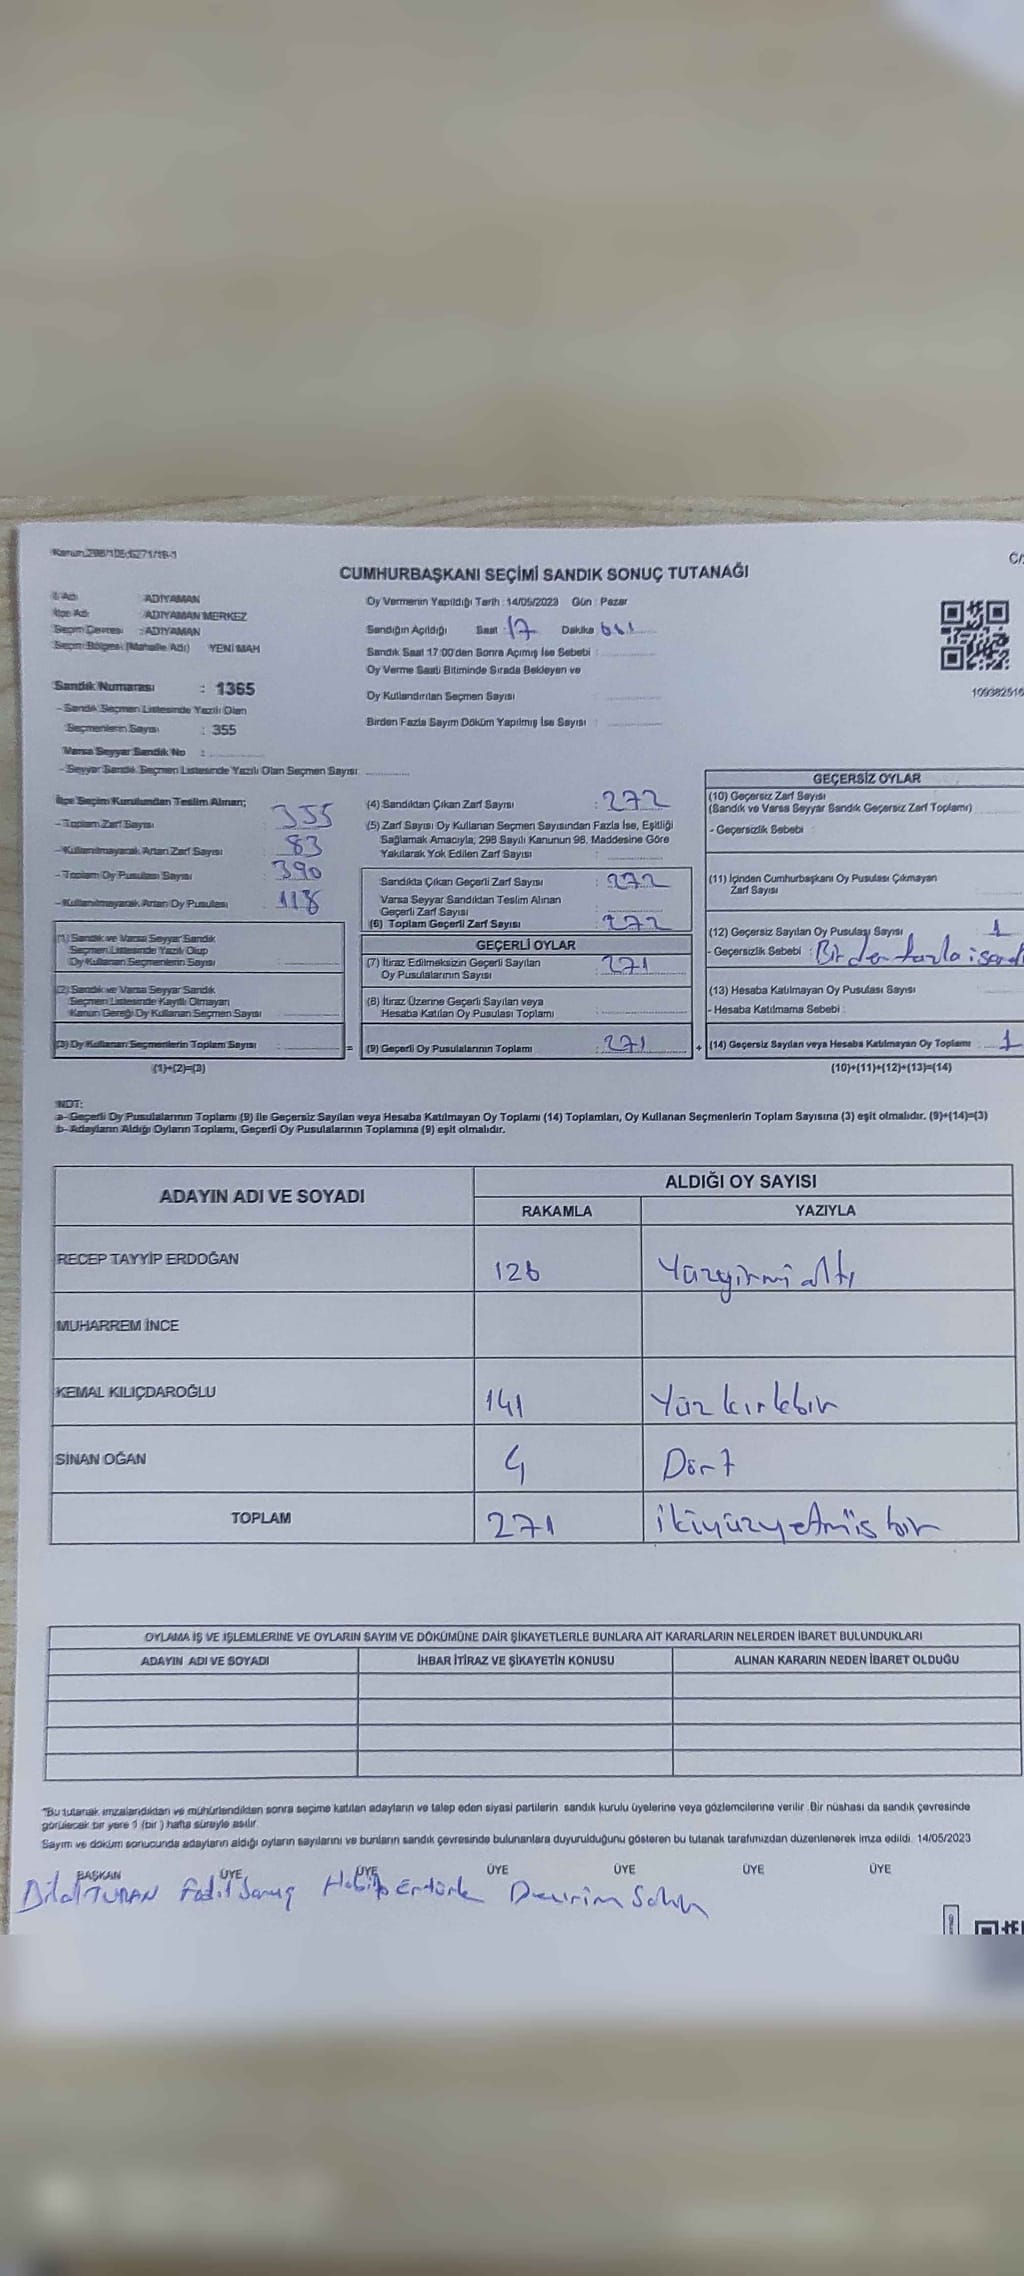 Kanun 298/105;6271/18-1
CUMHURBAŞKANI SEÇİMİ SANDIK SONUÇ TUTANAĞI
C/
İl Adı : ADIYAMAN
İlçe Adı : ADIYAMAN MERKEZ
Seçim Çevresi : ADIYAMAN
Seçim Bölgesi (Mahalle Adı) YENİ MAH
Sandık Numarası : 1365
- Sandık Seçmen Listesinde Yazılı Olan
Seçmenlerin Sayısı : 355
Varsa Seyyar Sandık No :
- Seyyar Sandık Seçmen Listesinde Yazılı Olan Seçmen Sayısı
Oy Vermenin Yapıldığı Tarih : 14/05/2023 Gün : Pazar
Sandığın Açıldığı Saat : 17 Dakika
Sandık Saat 17:00'den Sonra Açılmış İse Sebebi :
Oy Verme Saati Bitiminde Sırada Bekleyen ve
Oy Kullandırılan Seçmen Sayısı
Birden Fazla Sayım Döküm Yapılmış İse Sayısı :
109382516
İlçe Seçim Kurulundan Teslim Alınan;
- Toplam Zarf Sayısı : 355
- Kullanılmayarak Artan Zarf Sayısı : 83
- Toplam Oy Pusulası Sayısı : 390
- Kullanılmayarak Artan Oy Pusulası : 118
(1) Sandık ve Varsa Seyyar Sandık
Seçmen Listesinde Yazılı Olup
Oy Kullanan Seçmenlerin Sayısı :
(2) Sandık ve Varsa Seyyar Sandık
Seçmen Listesinde Kayıtlı Olmayan
Kanun Gereği Oy Kullanan Seçmen Sayısı :
(3) Oy Kullanan Seçmenlerin Toplam Sayısı :
(1)+(2)=(3)
=
(4) Sandıktan Çıkan Zarf Sayısı : 272
(5) Zarf Sayısı Oy Kullanan Seçmen Sayısından Fazla İse, Eşitliği
Sağlamak Amacıyla; 298 Sayılı Kanunun 98. Maddesine Göre
Yakılarak Yok Edilen Zarf Sayısı :
Sandıkta Çıkan Geçerli Zarf Sayısı : 272
Varsa Seyyar Sandıktan Teslim Alınan
Geçerli Zarf Sayısı :
(6) Toplam Geçerli Zarf Sayısı : 272
GEÇERLİ OYLAR
(7) İtiraz Edilmeksizin Geçerli Sayılan
Oy Pusulalarının Sayısı : 271
(8) İtiraz Üzerine Geçerli Sayılan veya
Hesaba Katılan Oy Pusulası Toplamı :
(9) Geçerli Oy Pusulalarının Toplamı : 271
+
GEÇERSİZ OYLAR
(10) Geçersiz Zarf Sayısı
(Sandık ve Varsa Seyyar Sandık Geçersiz Zarf Toplamı)
- Geçersizlik Sebebi :
(11) İçinden Cumhurbaşkanı Oy Pusulası Çıkmayan
Zarf Sayısı
(12) Geçersiz Sayılan Oy Pusulası Sayısı 1
- Geçersizlik Sebebi : Birden fazla
(13) Hesaba Katılmayan Oy Pusulası Sayısı
- Hesaba Katılmama Sebebi :
(14) Geçersiz Sayılan veya Hesaba Katılmayan Oy Toplamı : 1
(10)+(11)+(12)+(13)=(14)
NOT:
a- Geçerli Oy Pusulalarının Toplamı (9) ile Geçersiz Sayılan veya Hesaba Katılmayan Oy Toplamı (14) Toplamları, Oy Kullanan Seçmenlerin Toplam Sayısına (3) eşit olmalıdır. (9)+(14)=(3)
b- Adayların Aldığı Oyların Toplamı, Geçerli Oy Pusulalarının Toplamına (9) eşit olmalıdır.
ADAYIN ADI VE SOYADI ALDIĞI OY SAYISI
RAKAMLA YAZIYLA
RECEP TAYYİP ERDOĞAN 126 Yüzyirmi altı
MUHARREM İNCE
KEMAL KILIÇDAROĞLU 141 Yüz kırkbir
SİNAN OĞAN 4 Dört
TOPLAM 271 İkiyüzyetmiş bir
OYLAMA İŞ VE İŞLEMLERİNE VE OYLARIN SAYIM VE DÖKÜMÜNE DAİR ŞİKAYETLERLE BUNLARA AİT KARARLARIN NELERDEN İBARET BULUNDUKLARI
ADAYIN ADI VE SOYADI İHBAR İTİRAZ VE ŞİKAYETİN KONUSU ALINAN KARARIN NEDEN İBARET OLDUĞU
"Bu tutanak imzalandıktan ve mühürlendikten sonra seçime katılan adayların ve talep eden siyasi partilerin sandık kurulu üyelerine veya gözlemcilerine verilir. Bir nüshası da sandık çevresinde
görülecek bir yere 1 (bir) hafta süreyle asılır.
Sayım ve döküm sonucunda adayların aldığı oyların sayılarını ve bunların sandık çevresinde bulunanlara duyurulduğunu gösteren bu tutanak tarafımızdan düzenlenerek imza edildi. 14/05/2023
BAŞKAN ÜYE ÜYE ÜYE ÜYE ÜYE ÜYE
Bilal TURAN Fadıl Habip Ertürk Devrim